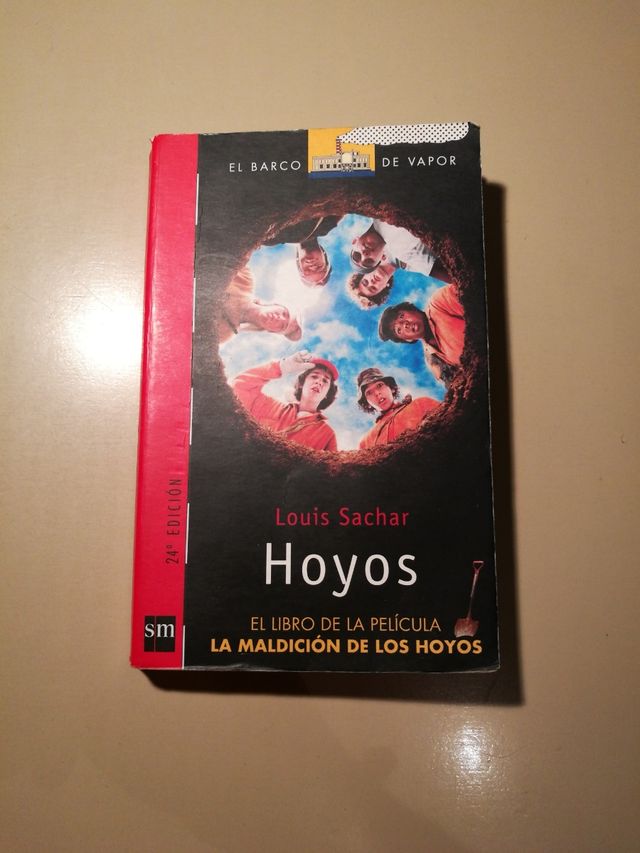 EL BARCO DE VAPOR
Louis Sachar
Hoyos
EL LIBRO DE LA PELÍCULA
LA MALDICIÓN DE LOS HOYOS
24ª EDICIÓN
sm